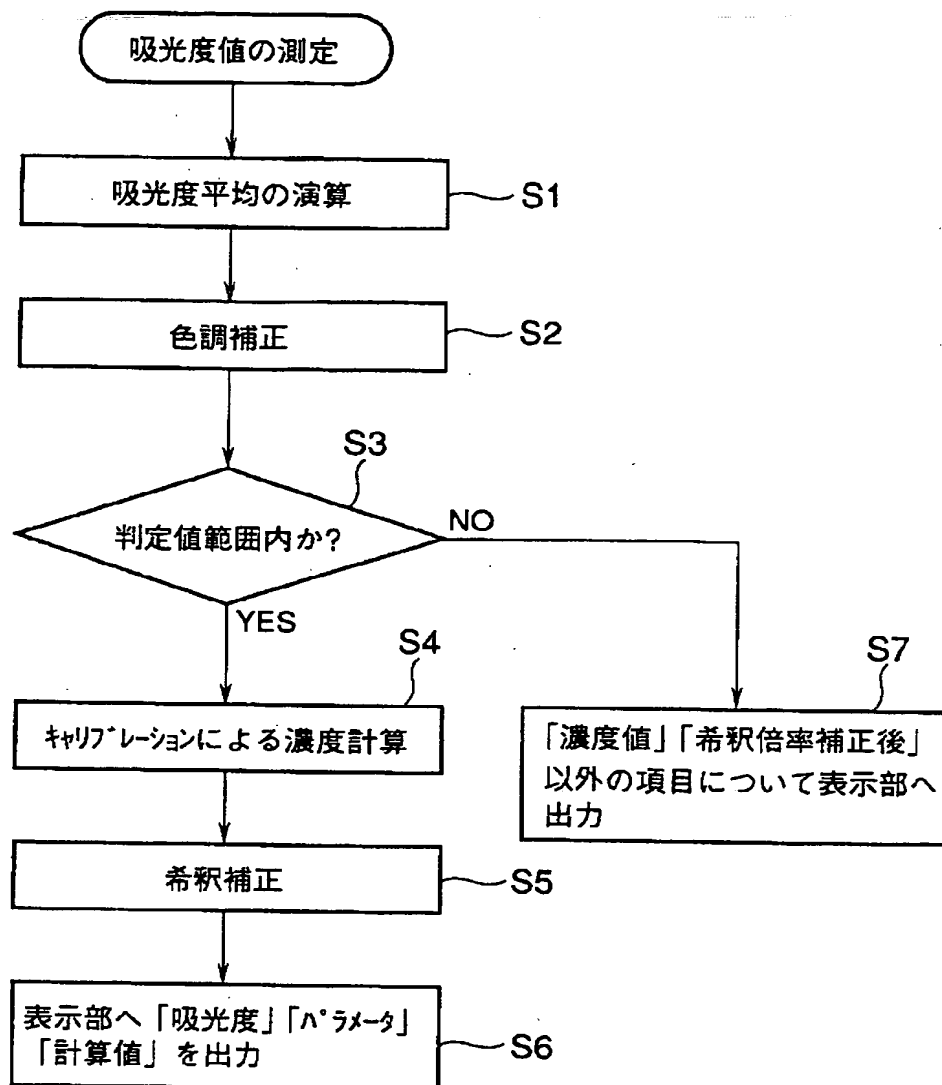 吸光度値の測定
吸光度平均の演算
S1
色調補正
S2
S3
判定値範囲内か?
NO
YES
S4
ｷｬﾘﾌﾞﾚｰｼｮﾝによる濃度計算
S7
「濃度値」「希釈倍率補正後」
以外の項目について表示部へ
出力
希釈補正
S5
表示部へ「吸光度」「ﾊﾟﾗﾒｰﾀ」
「計算値」を出力
S6